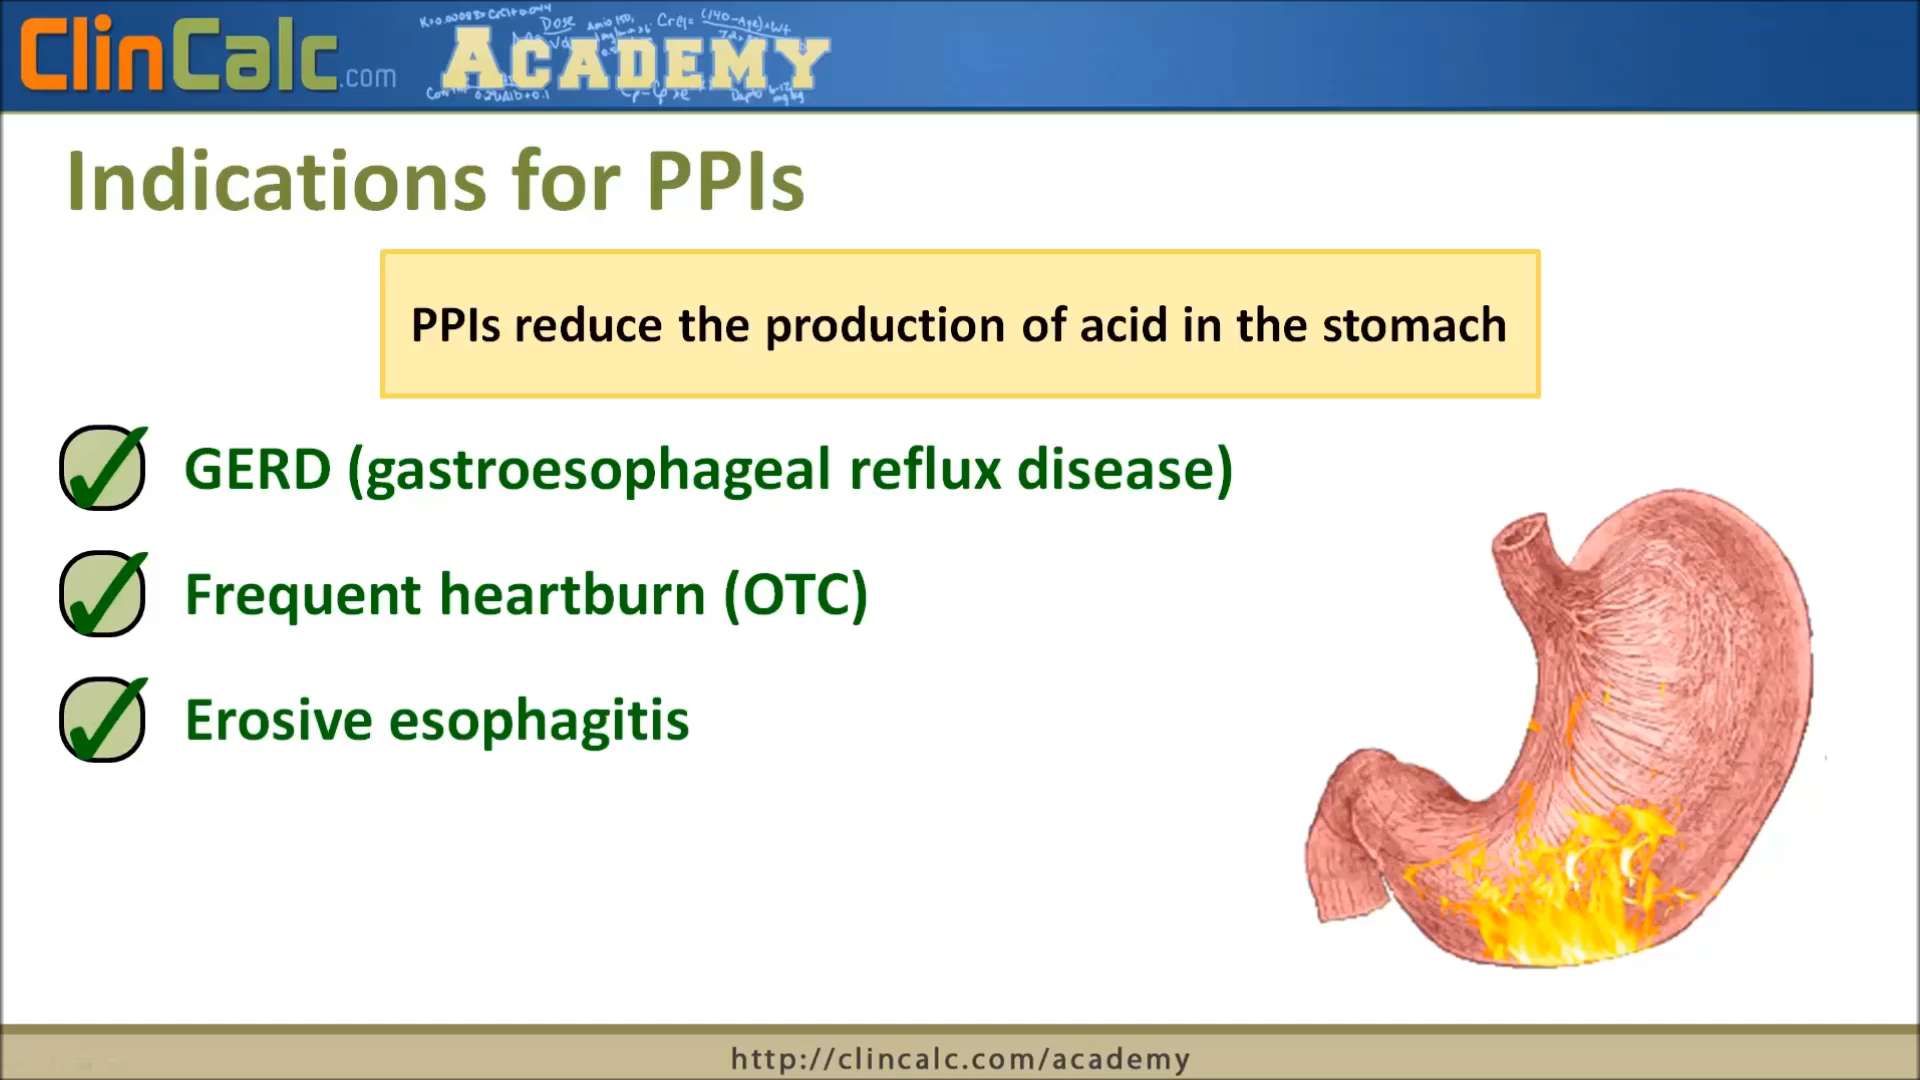 ClinCalc.com ACADEMY
Indications for PPIs
PPIs reduce the production of acid in the stomach
GERD (gastroesophageal reflux disease)
Frequent heartburn (OTC)
Erosive esophagitis
http://clincalc.com/academy